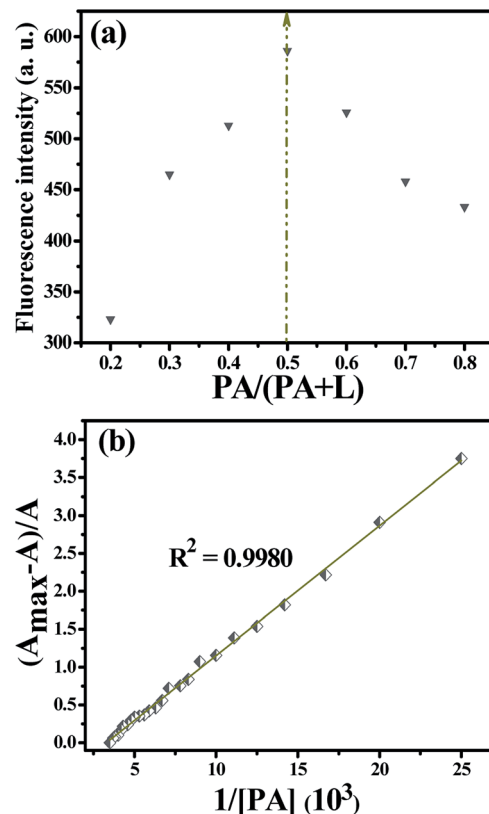 (a)
Fluorescence intensity (a. u.)
600
550
500
450
400
350
300
0.2 0.3 0.4 0.5 0.6 0.7 0.8
PA/(PA+L)
(b)
(Amax-A)/A
4.0
3.5
3.0
2.5
2.0
1.5
1.0
0.5
0.0
R² = 0.9980
5 10 15 20 25
1/[PA] (10³)